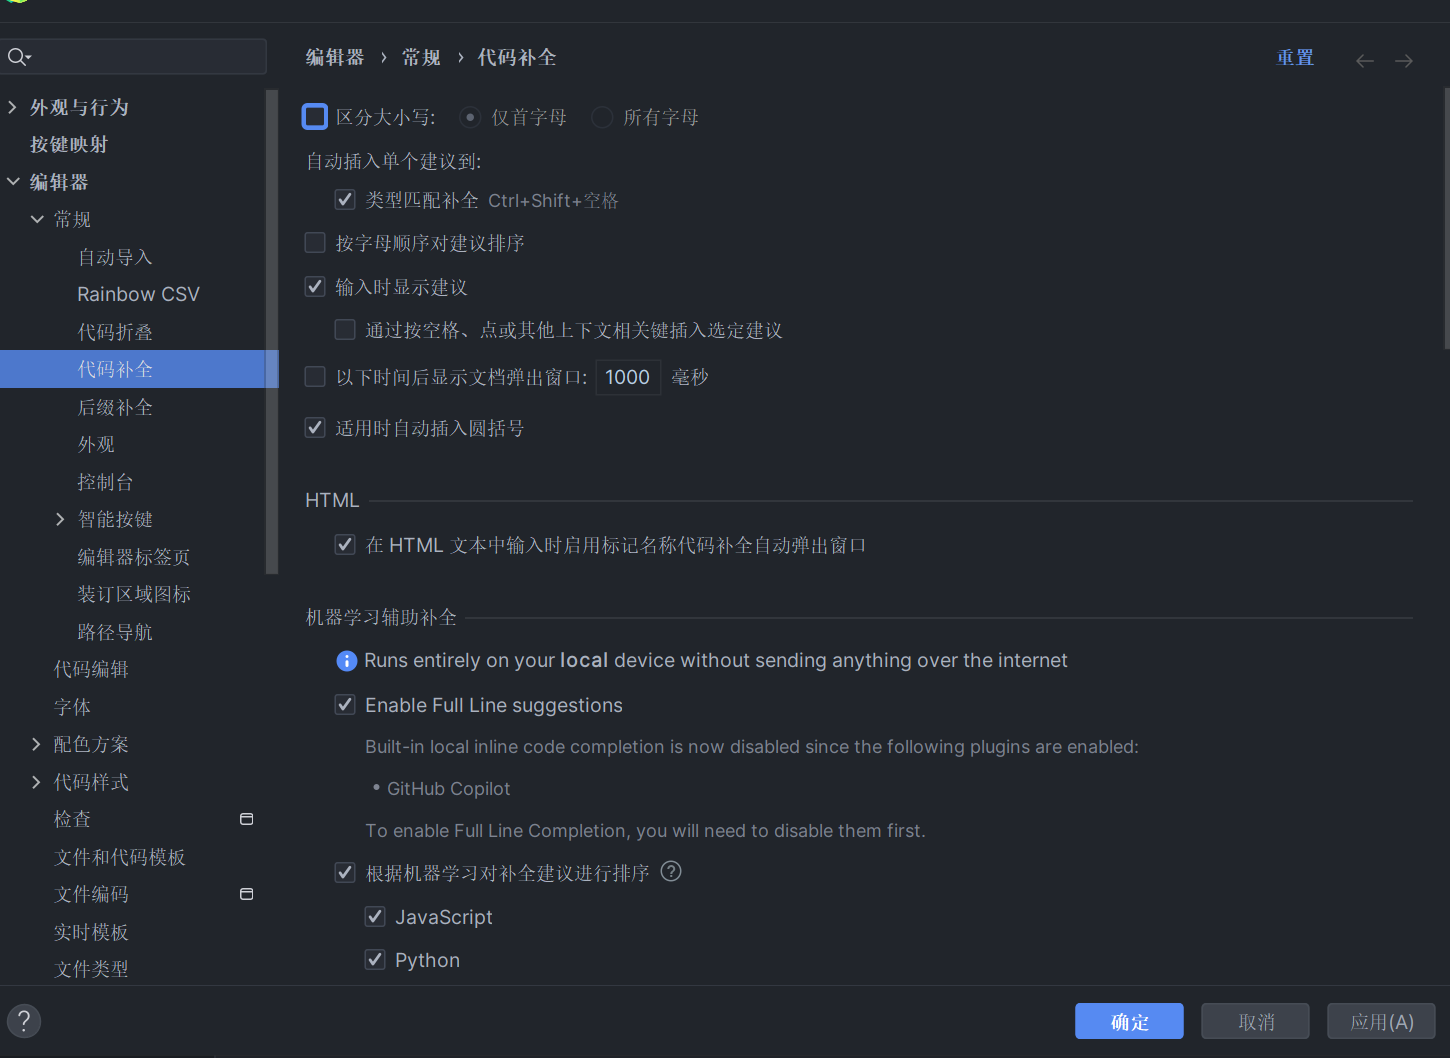 外观与行为
按键映射
编辑器
常规
自动导入
Rainbow CSV
代码折叠
代码补全
后缀补全
外观
控制台
智能按键
编辑器标签页
装订区域图标
路径导航
代码编辑
字体
配色方案
代码样式
检查
文件和代码模板
文件编码
实时模板
文件类型
编辑器 › 常规 › 代码补全
重置
区分大小写: 仅首字母 所有字母
自动插入单个建议到:
类型匹配补全 Ctrl+Shift+空格
按字母顺序对建议排序
输入时显示建议
通过按空格、点或其他上下文相关键插入选定建议
以下时间后显示文档弹出窗口: 1000 毫秒
适用时自动插入圆括号
HTML
在 HTML 文本中输入时启用标记名称代码补全自动弹出窗口
机器学习辅助补全
Runs entirely on your local device without sending anything over the internet
Enable Full Line suggestions
Built-in local inline code completion is now disabled since the following plugins are enabled:
• GitHub Copilot
To enable Full Line Completion, you will need to disable them first.
根据机器学习对补全建议进行排序 ?
JavaScript
Python
? 确定 取消 应用(A)